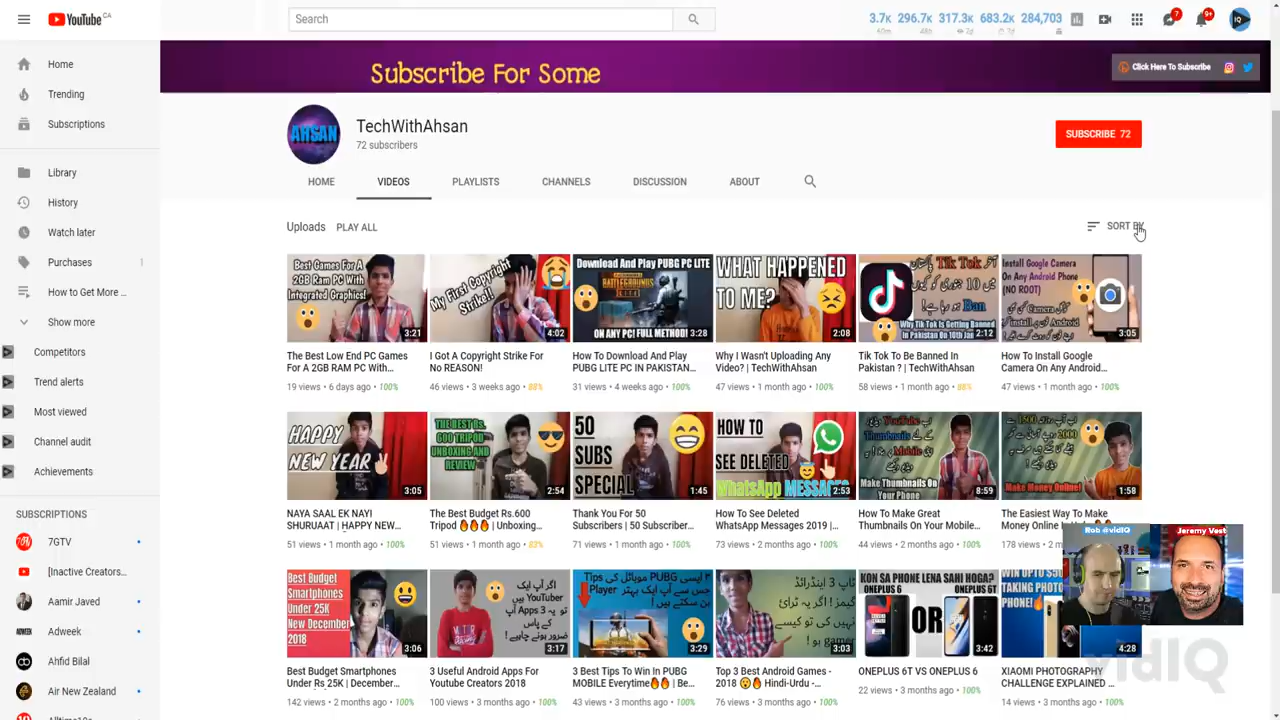 YouTube CA
Search
3.7K 296.7K 317.3K 683.2K 284,703
60m 48h 7d
7
9+
IQ
Home
Trending
Subscriptions
Library
History
Watch later
Purchases
How to Get More ...
Show more
Competitors
Trend alerts
Most viewed
Channel audit
Achievements
SUBSCRIPTIONS
7GTV
[Inactive Creators...
Aamir Javed
Adweek
Ahfid Bilal
Air New Zealand
Subscribe For Some
Click Here To Subscribe
AHSAN
TechWithAhsan
72 subscribers
SUBSCRIBE 72
HOME VIDEOS PLAYLISTS CHANNELS DISCUSSION ABOUT
Uploads PLAY ALL
SORT BY
Best Games For A
2GB Ram PC With
Integrated Graphics!
3:21
My First Copyright
Strike!!
4:02
Download And Play PUBG PC LITE
BATTLEGROUNDS
ON ANY PC! FULL METHOD!
3:28
WHAT HAPPENED
TO ME?
2:08
Why Tik Tok Is Getting Banned
In Pakistan On 10th Jan
2:12
Install Google Camera
On Any Android Phone
(NO ROOT)
3:05
The Best Low End PC Games
For A 2GB RAM PC With...
19 views • 6 days ago • 100%
I Got A Copyright Strike For
No REASON!
46 views • 3 weeks ago • 88%
How To Download And Play
PUBG LITE PC IN PAKISTAN...
31 views • 4 weeks ago • 100%
Why I Wasn't Uploading Any
Video? | TechWithAhsan
47 views • 1 month ago • 100%
Tik Tok To Be Banned In
Pakistan ? | TechWithAhsan
58 views • 1 month ago • 88%
How To Install Google
Camera On Any Android...
47 views • 1 month ago • 100%
HAPPY
NEW YEAR
3:05
THE BEST Rs.
600 TRIPOD
UNBOXING AND
REVIEW
2:54
50
SUBS
SPECIAL
1:45
HOW TO
SEE DELETED
WhatsApp MESSAGES
2:53
Make Thumbnails On
Your Phone
8:59
Make Money Online!
1:58
NAYA SAAL EK NAYI
SHURUAAT | HAPPY NEW...
51 views • 1 month ago • 100%
The Best Budget Rs.600
Tripod 🔥🔥🔥 | Unboxing...
51 views • 1 month ago • 83%
Thank You For 50
Subscribers | 50 Subscriber...
71 views • 1 month ago • 100%
How To See Deleted
WhatsApp Messages 2019 |...
73 views • 2 months ago • 100%
How To Make Great
Thumbnails On Your Mobile...
44 views • 2 months ago • 100%
The Easiest Way To Make
Money Online
178 views • 2
Rob @vidIQ
Jeremy Vest
Best Budget
Smartphones
Under 25K
New December
2018
3:06
3:17
3:29
3:03
KON SA PHONE LENA SAHI HOGA?
ONEPLUS 6 ONEPLUS 6T
OR
3:42
WIN UPTO $50
TAKING PHOTO
PHONE!
4:28
Best Budget Smartphones
Under Rs 25K | December...
142 views • 2 months ago • 100%
3 Useful Android Apps For
Youtube Creators 2018
100 views • 3 months ago • 100%
3 Best Tips To Win In PUBG
MOBILE Everytime🔥🔥 | Be...
43 views • 3 months ago • 100%
Top 3 Best Android Games -
2018 😮🔥 Hindi-Urdu -...
76 views • 3 months ago • 100%
ONEPLUS 6T VS ONEPLUS 6
22 views • 3 months ago • 100%
XIAOMI PHOTOGRAPHY
CHALLENGE EXPLAINED ...
14 views • 3 months ago • 100%
vidIQ